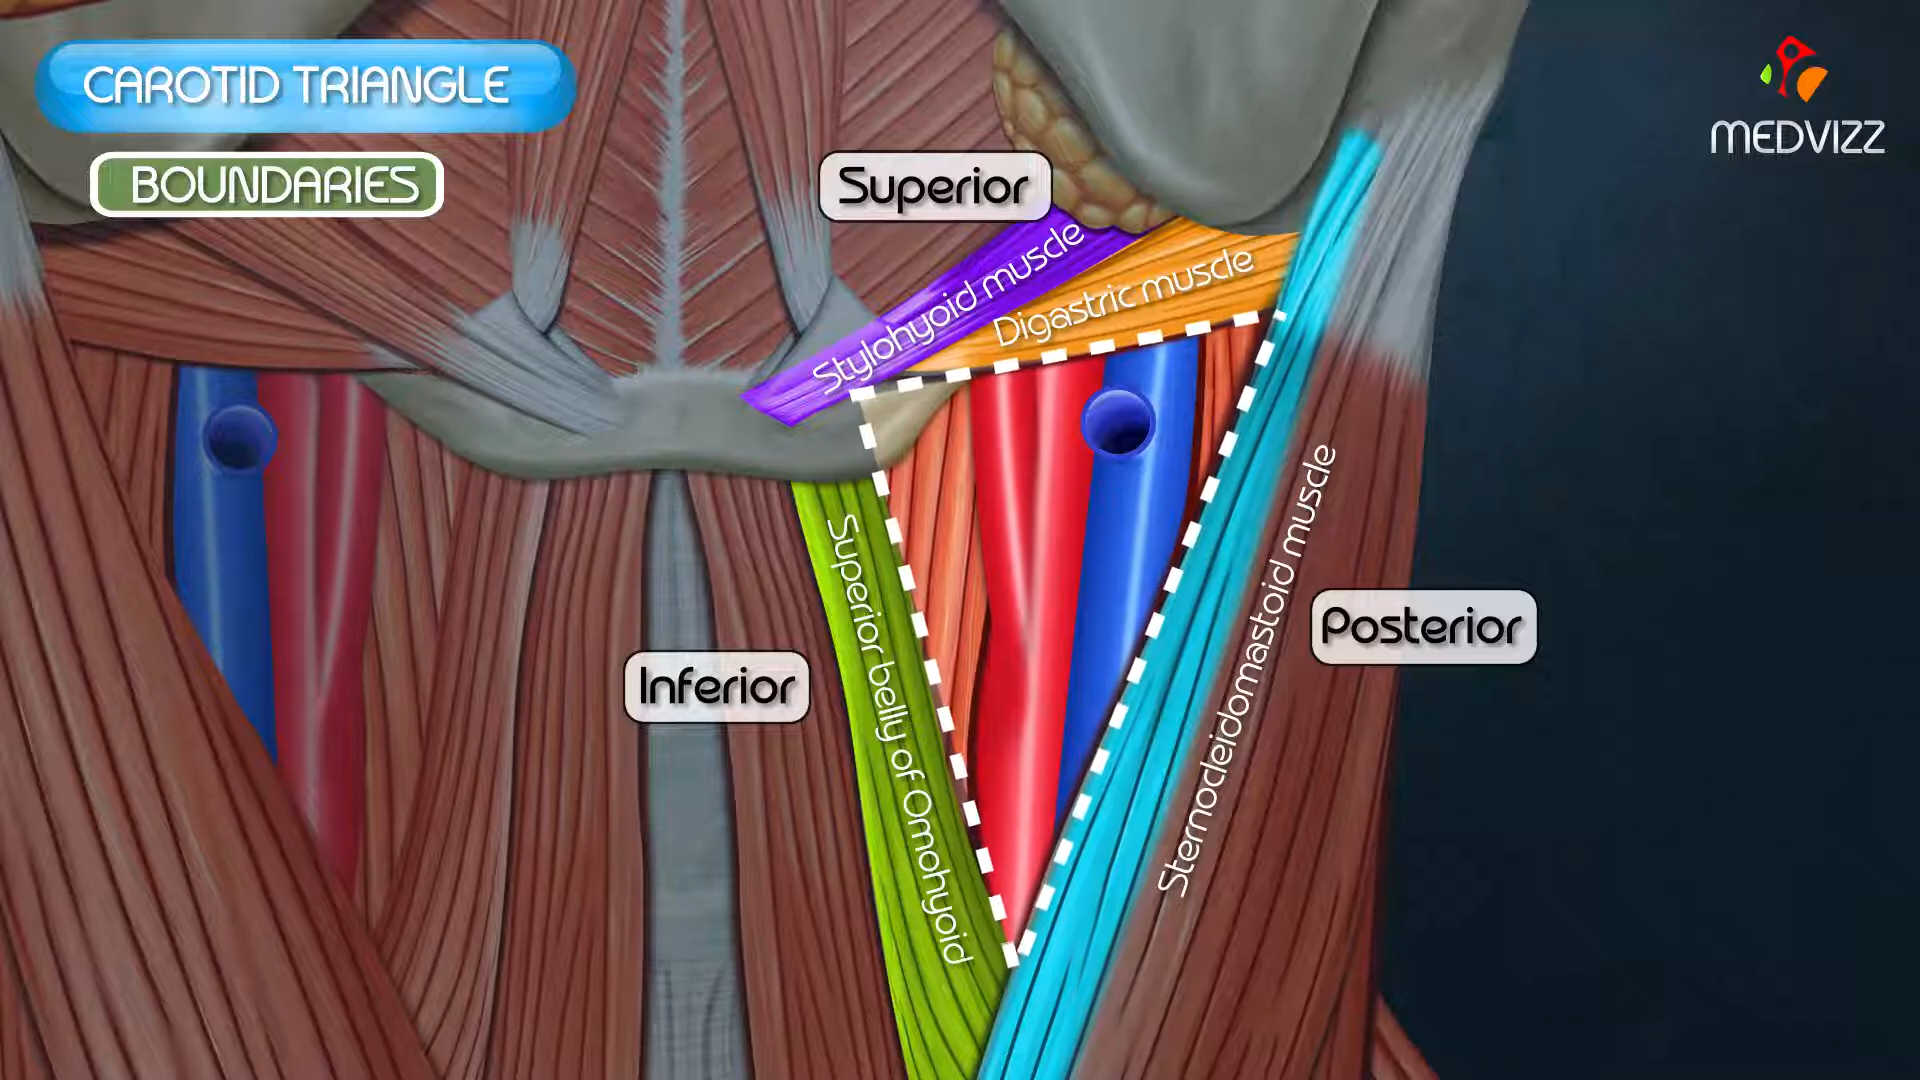 CAROTID TRIANGLE
BOUNDARIES
MEDVIZZ
Superior
Stylohyoid muscle
Digastric muscle
Superior belly of Omohyoid
Sternocleidomastoid muscle
Posterior
Inferior